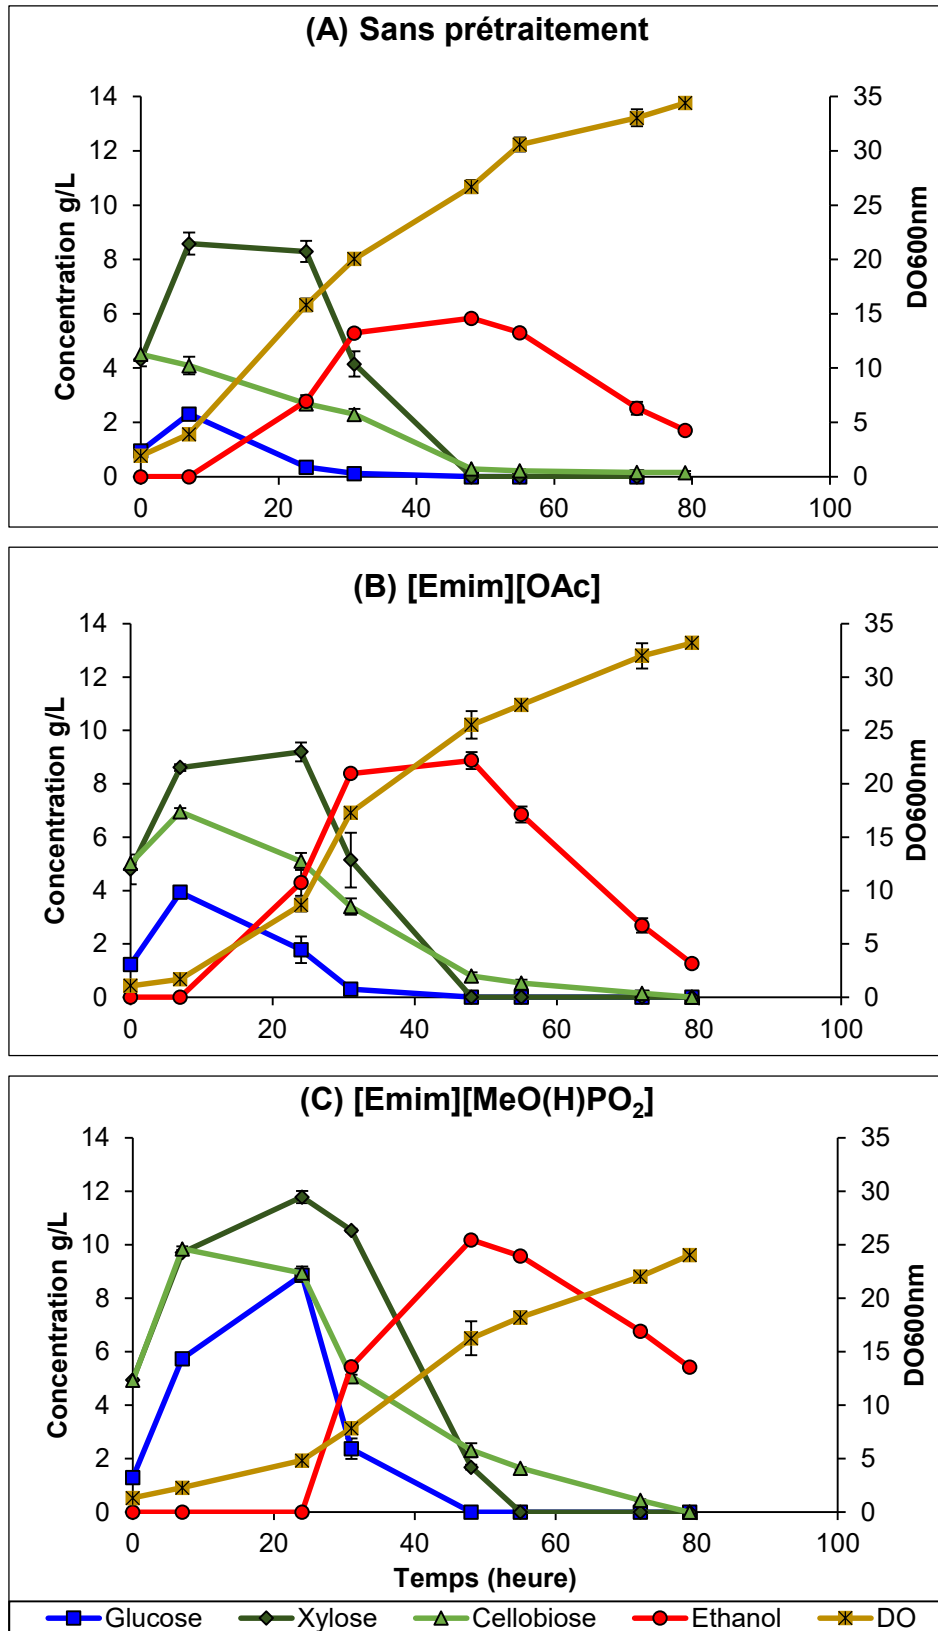 (A) Sans prétraitement
14 35
12 30
10 25
8 20
6 15
4 10
2 5
0 0
0 20 40 60 80 100
Concentration g/L
DO600nm
(B) [Emim][OAc]
14 35
12 30
10 25
8 20
6 15
4 10
2 5
0 0
0 20 40 60 80 100
Concentration g/L
DO600nm
(C) [Emim][MeO(H)PO₂]
14 35
12 30
10 25
8 20
6 15
4 10
2 5
0 0
0 20 40 60 80 100
Concentration g/L
DO600nm
Temps (heure)
Glucose Xylose Cellobiose Ethanol DO